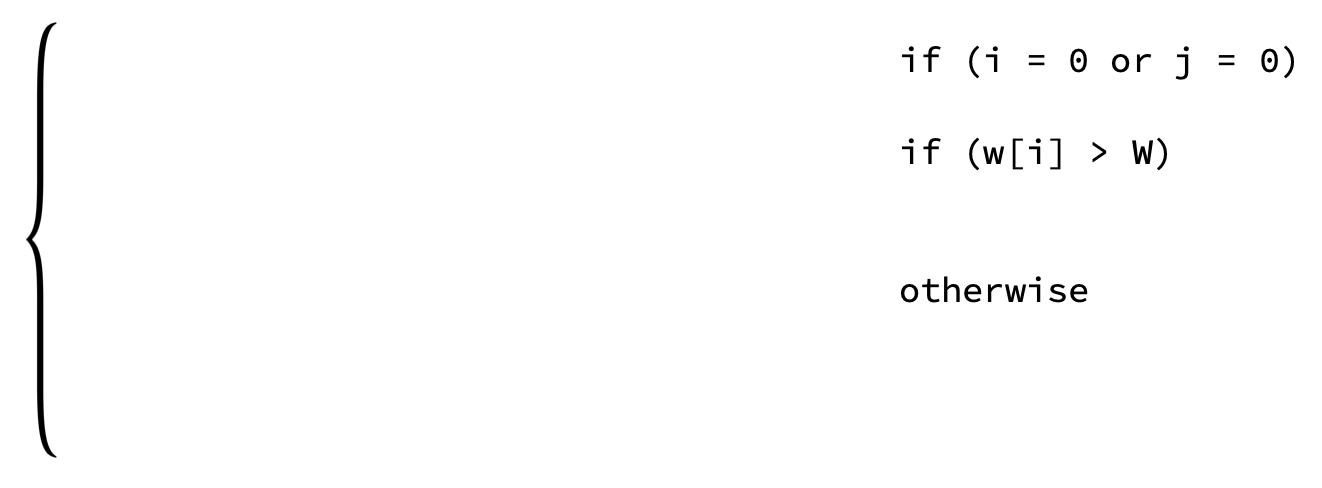 if (i = 0 or j = 0)
if (w[i] > W)
otherwise